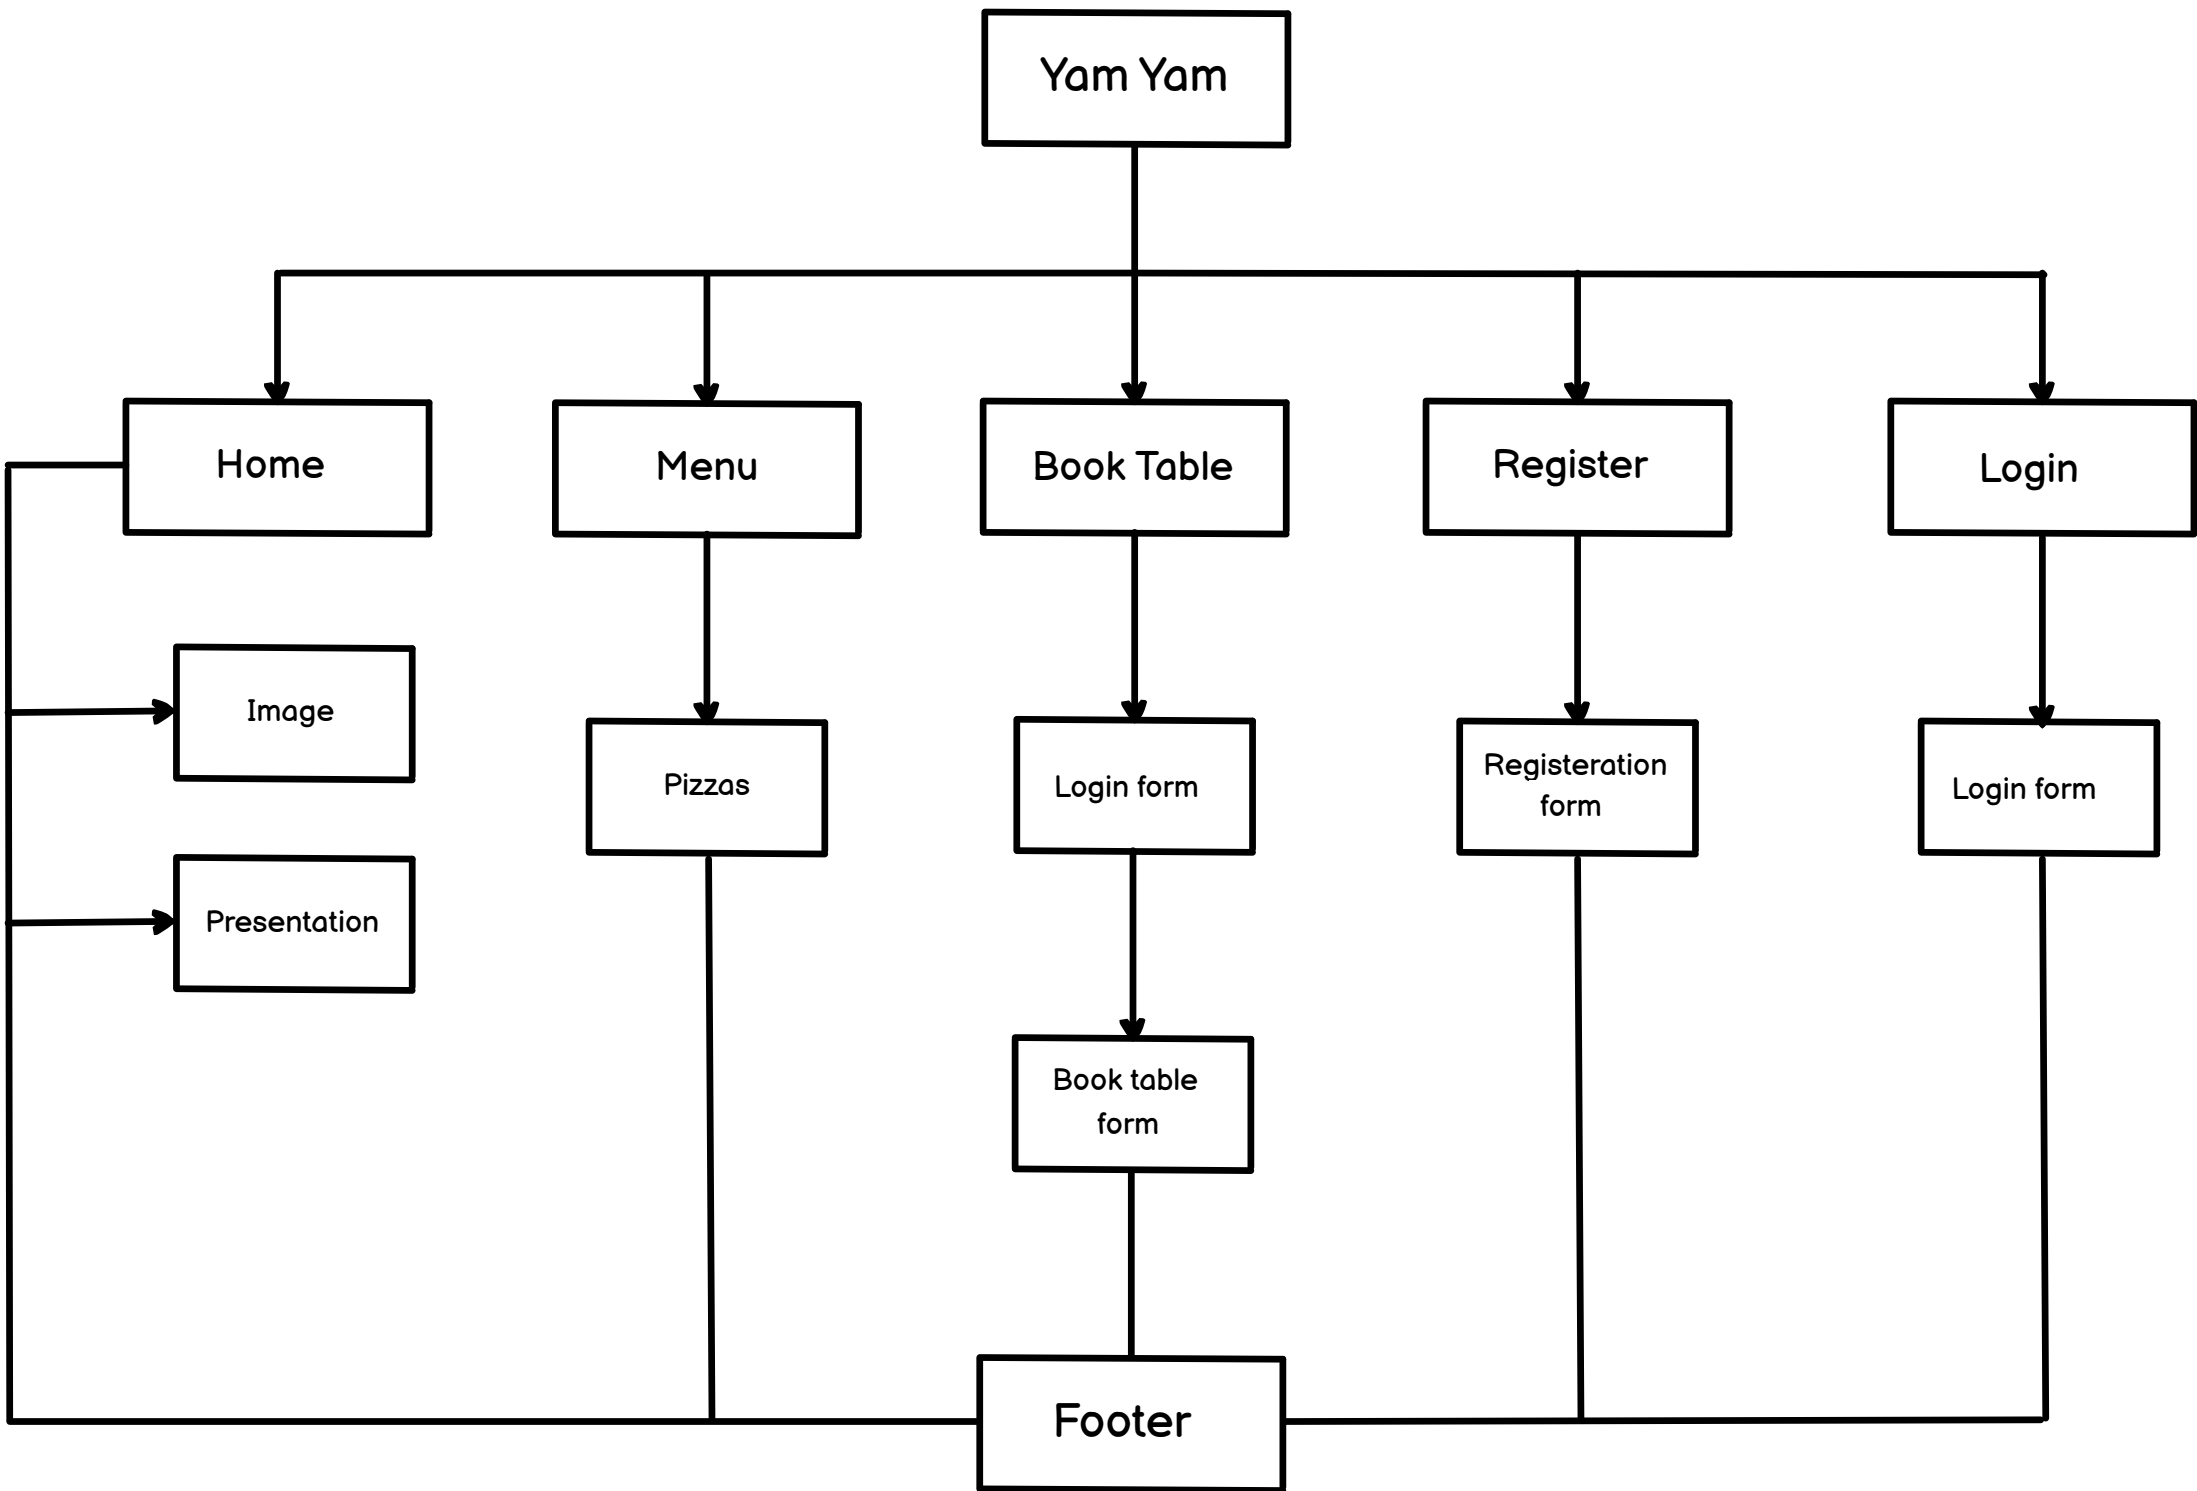 Yam Yam
Home
Menu
Book Table
Register
Login
Image
Pizzas
Login form
Registeration
form
Login form
Presentation
Book table
form
Footer